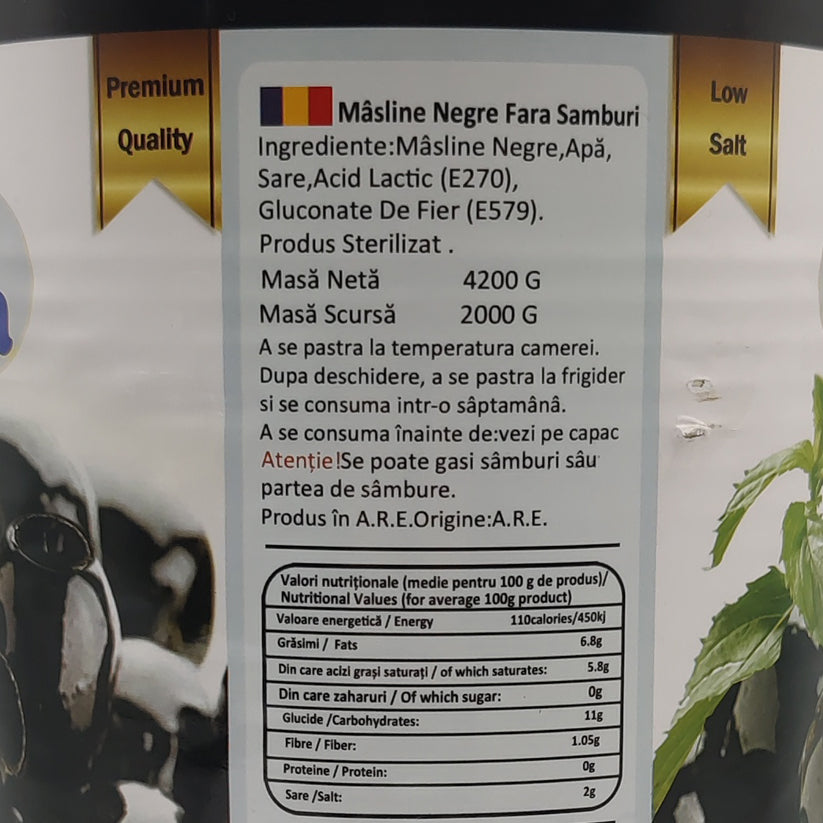 Premium
Quality
Low
Salt
Mâsline Negre Fara Samburi
Ingrediente:Mâsline Negre,Apă,
Sare,Acid Lactic (E270),
Gluconate De Fier (E579).
Produs Sterilizat .
Masă Netă 4200 G
Masă Scursă 2000 G
A se pastra la temperatura camerei.
Dupa deschidere, a se pastra la frigider
si se consuma intr-o sâptamânâ.
A se consuma înainte de:vezi pe capac
Atenție!Se poate gasi sâmburi sâu
partea de sâmbure.
Produs în A.R.E.Origine:A.R.E.
Valori nutriționale (medie pentru 100 g de produs)/
Nutritional Values (for average 100g product)
Valoare energetică / Energy 110calories/450kj
Grăsimi / Fats 6.8g
Din care acizi grași saturați / of which saturates: 5.8g
Din care zaharuri / Of which sugar: 0g
Glucide /Carbohydrates: 11g
Fibre / Fiber: 1.05g
Proteine / Protein: 0g
Sare /Salt: 2g